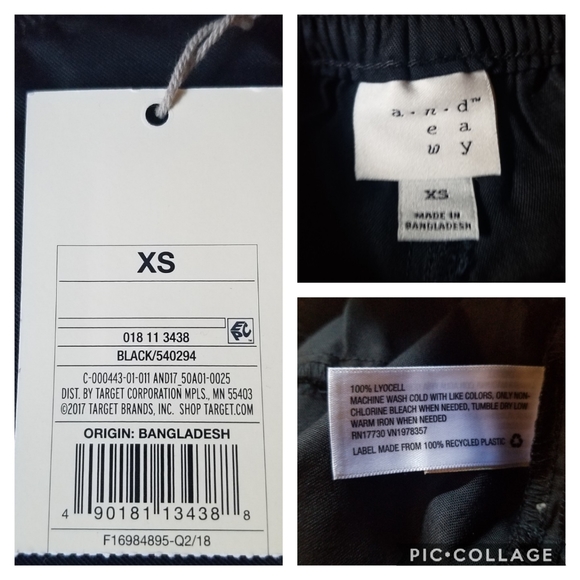 XS
018 11 3438
EPC
BLACK/540294
C-000443-01-011 AND17_50A01-0025
DIST. BY TARGET CORPORATION MPLS., MN 55403
©2017 TARGET BRANDS, INC. SHOP TARGET.COM
ORIGIN: BANGLADESH
4 90181 13438 8
F16984895-Q2/18
a·n·d™
e a
w y
XS
MADE IN
BANGLADESH
100% LYOCELL
MACHINE WASH COLD WITH LIKE COLORS, ONLY NON-
CHLORINE BLEACH WHEN NEEDED, TUMBLE DRY LOW
WARM IRON WHEN NEEDED
RN17730 VN1978357
LABEL MADE FROM 100% RECYCLED PLASTIC
PIC•COLLAGE